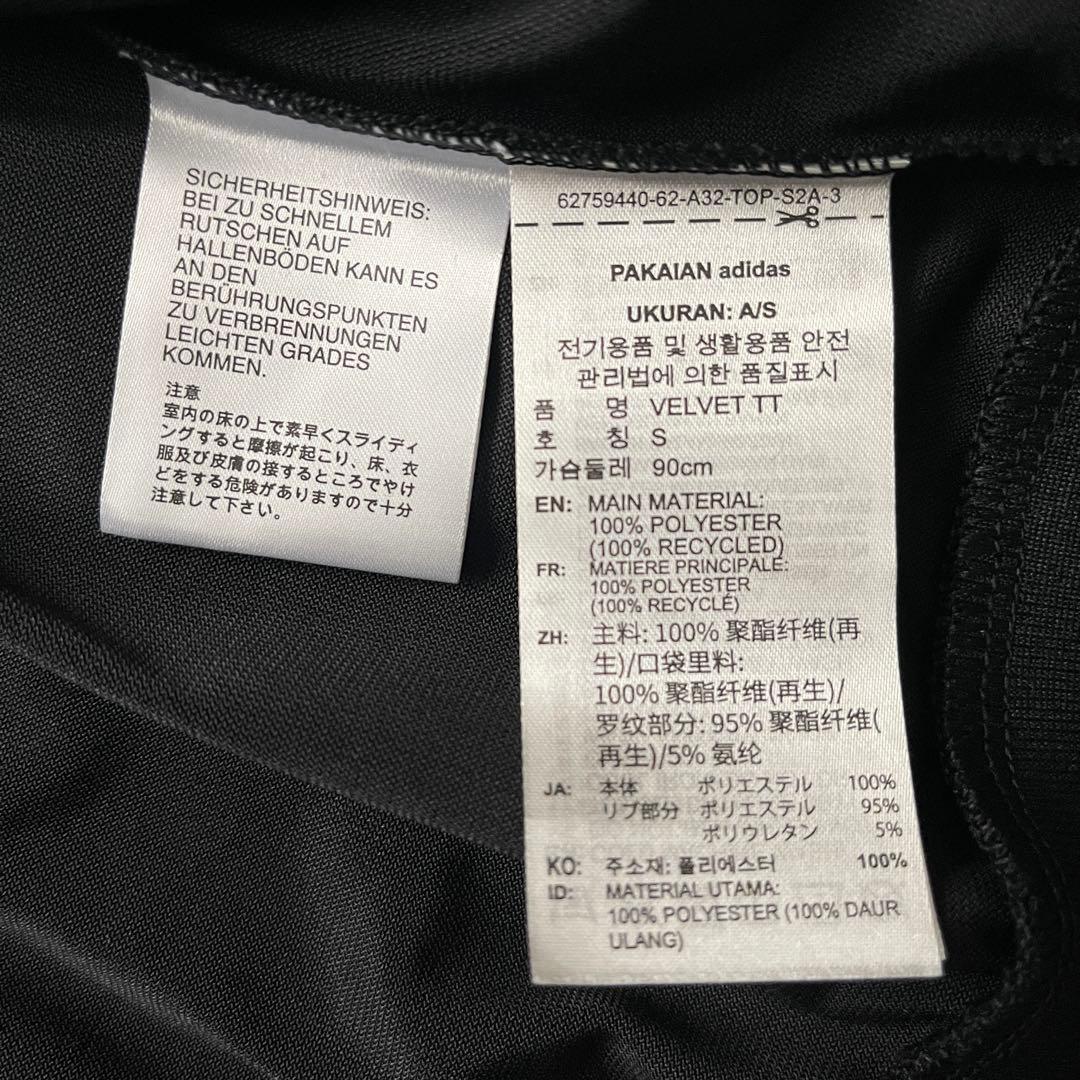 SICHERHEITSHINWEIS:
BEI ZU SCHNELLEM
RUTSCHEN AUF
HALLENBÖDEN KANN ES
AN DEN
BERÜHRUNGSPUNKTEN
ZU VERBRENNUNGEN
LEICHTEN GRADES
KOMMEN.
注意
室内の床の上で素早くスライディ
ングすると摩擦が起こり、床、衣
服及び皮膚の接するところでやけ
どをする危険がありますので十分
注意して下さい。
62759440-62-A32-TOP-S2A-3
PAKAIAN adidas
UKURAN: A/S
전기용품 및 생활용품 안전
관리법에 의한 품질표시
품 명 VELVET TT
호 칭 S
가슴둘레 90cm
EN: MAIN MATERIAL:
100% POLYESTER
(100% RECYCLED)
FR: MATIERE PRINCIPALE:
100% POLYESTER
(100% RECYCLÉ)
ZH: 主料: 100% 聚酯纤维(再
生)/口袋里料:
100% 聚酯纤维(再生)/
罗纹部分: 95% 聚酯纤维(
再生)/5% 氨纶
JA: 本体 ポリエステル 100%
リブ部分 ポリエステル 95%
ポリウレタン 5%
KO: 주소재: 폴리에스터 100%
ID: MATERIAL UTAMA:
100% POLYESTER (100% DAUR
ULANG)